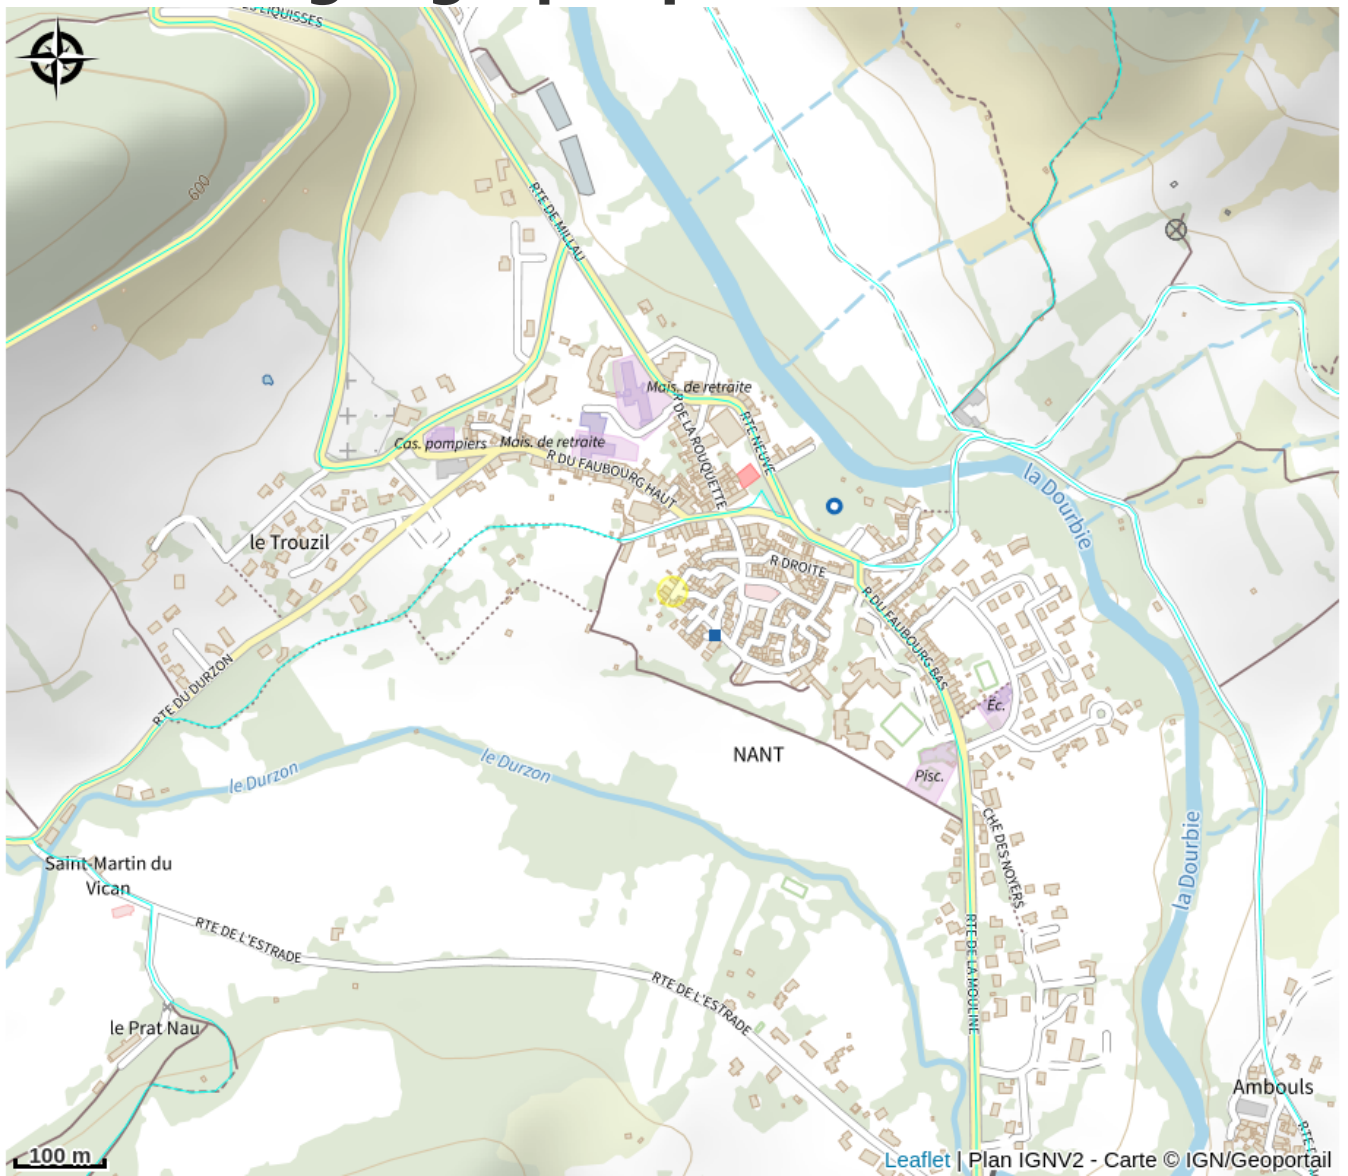 LIQUISSES
600
RTE DE MILLAU
Mais. de retraite
R DE LA ROUQUETTE
RTE NEUVE
Cas. pompiers
Mais. de retraite
R DU FAUBOURG HAUT
la Dourbie
le Trouzil
R DROITE
R DU FAUBOURG BAS
RTE DU DURZON
Éc.
NANT
le Durzon
le Durzon
Pisc.
CHE DES NOYERS
la Dourbie
Saint-Martin du
Vican
RTE DE L'ESTRADE
RTE DE LA MOULINE
RTE DE L'ESTRADE
le Prat Nau
Ambouls
RTE
100 m
Leaflet | Plan IGNV2 - Carte © IGN/Geoportail